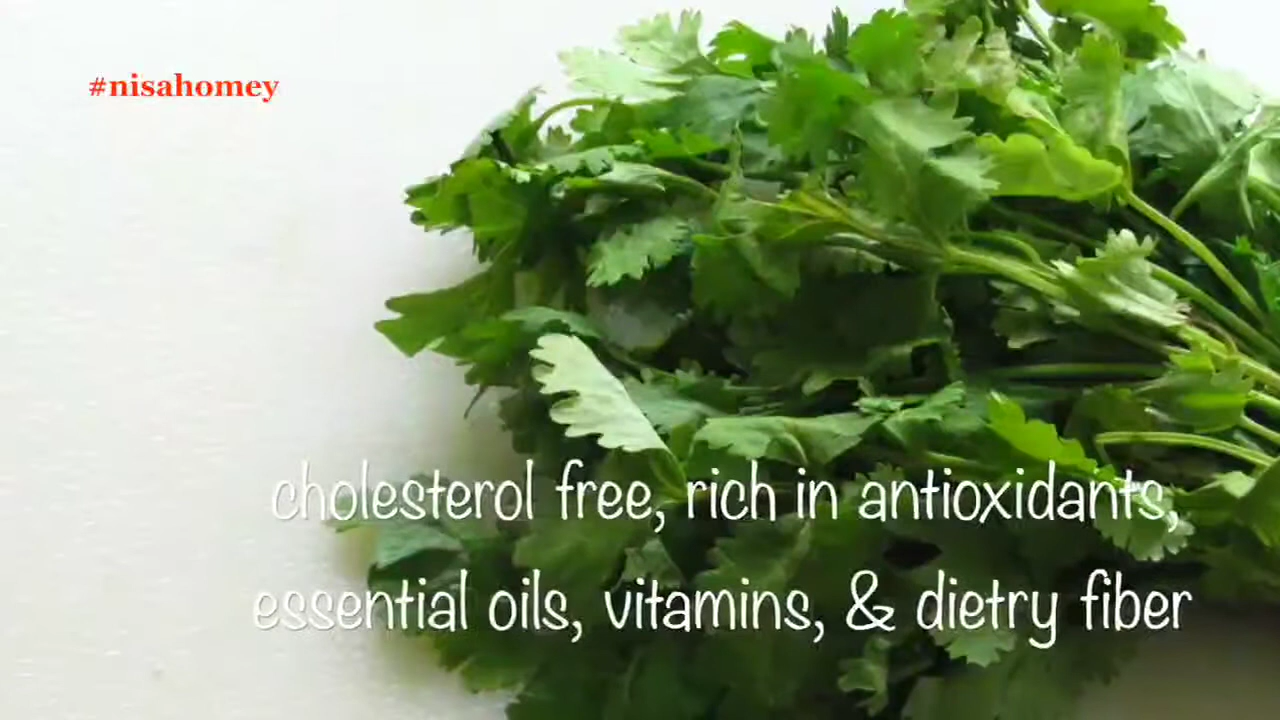 #nisahomey
cholesterol free, rich in antioxidants,
essential oils, vitamins, & dietry fiber